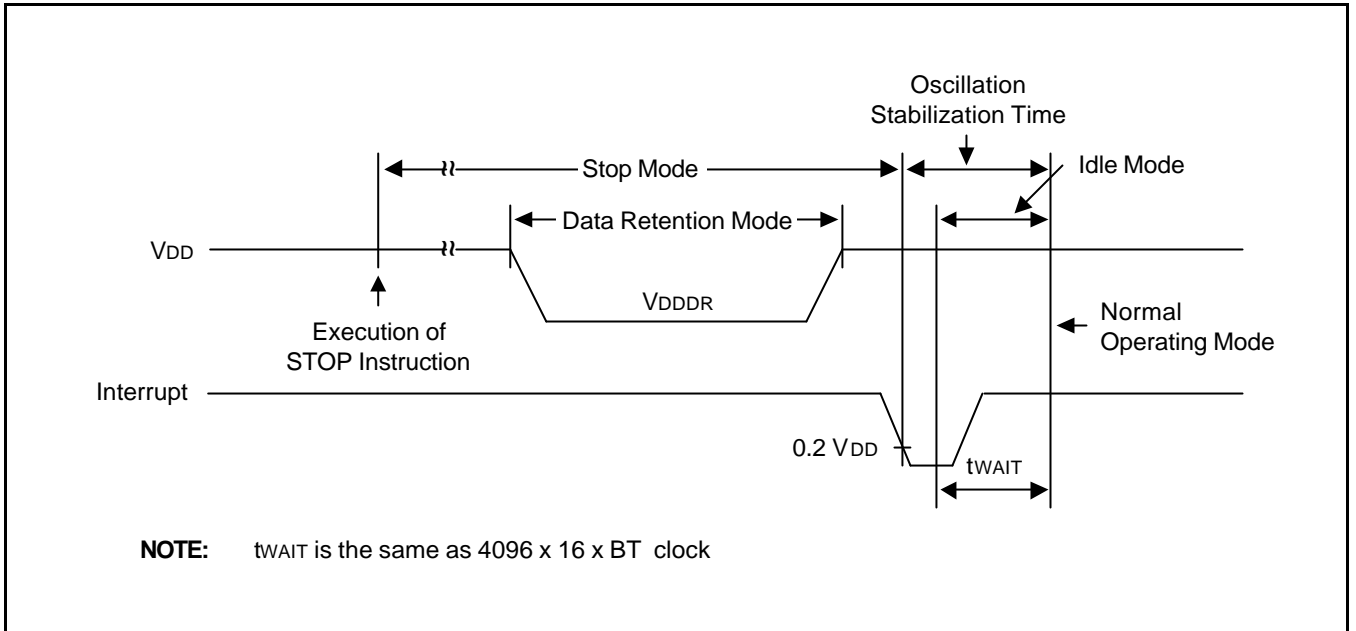 Oscillation
Stabilization Time
Idle Mode
Stop Mode
Data Retention Mode
VDD
VDDDR
Execution of
STOP Instruction
Normal
Operating Mode
Interrupt
0.2 VDD
tWAIT
NOTE: tWAIT is the same as 4096 x 16 x BT clock